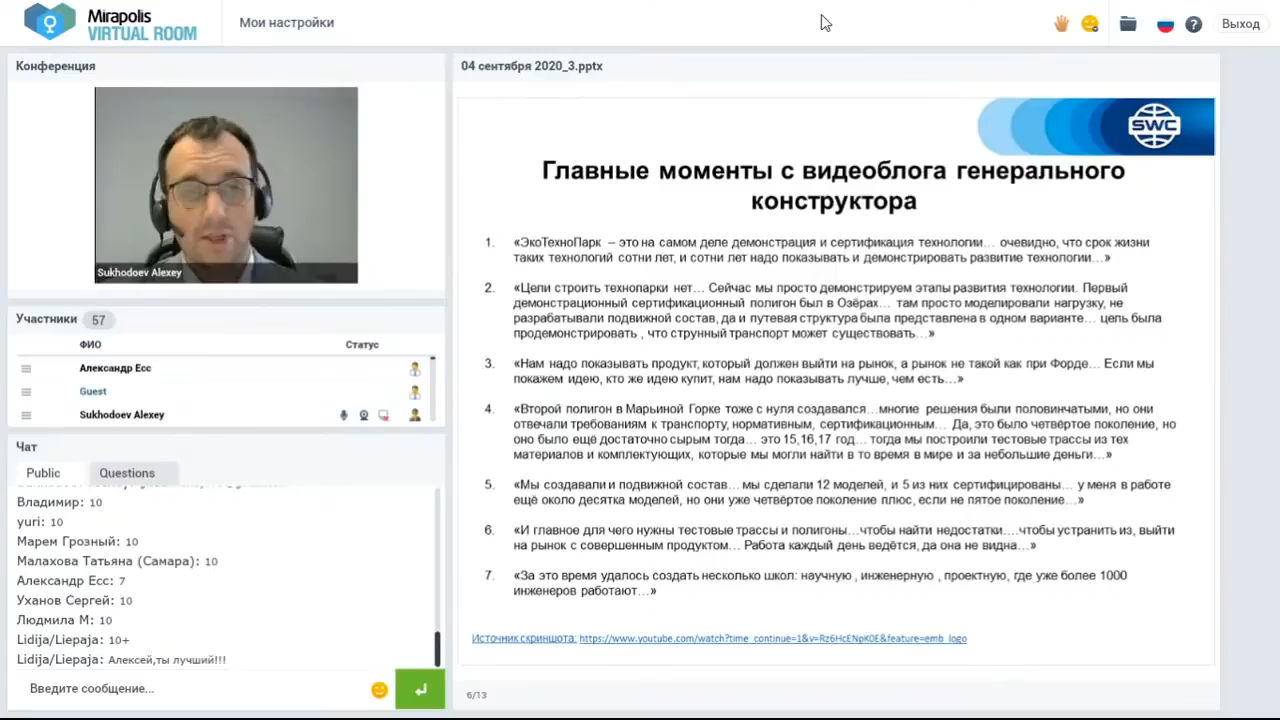 Mirapolis
VIRTUAL ROOM
Мои настройки
Выход
Конференция
Sukhodoev Alexey
Участники 57
ФИО Статус
Александр Есс
Guest
Sukhodoev Alexey
Чат
Public Questions
Владимир: 10
yuri: 10
Марем Грозный: 10
Малахова Татьяна (Самара): 10
Александр Есс: 7
Уханов Сергей: 10
Людмила М: 10
Lidija/Liepaja: 10+
Lidija/Liepaja: Алексей,ты лучший!!!
Введите сообщение...
04 сентября 2020_3.pptx
SWC
Главные моменты с видеоблога генерального
конструктора
1. «ЭкоТехноПарк – это на самом деле демонстрация и сертификация технологии… очевидно, что срок жизни
таких технологий сотни лет, и сотни лет надо показывать и демонстрировать развитие технологии…»
2. «Цели строить технопарки нет… Сейчас мы просто демонстрируем этапы развития технологии. Первый
демонстрационный сертификационный полигон был в Озёрах… там просто моделировали нагрузку, не
разрабатывали подвижной состав, да и путевая структура была представлена в одном варианте… цель была
продемонстрировать , что струнный транспорт может существовать…»
3. «Нам надо показывать продукт, который должен выйти на рынок, а рынок не такой как при Форде… Если мы
покажем идею, кто же идею купит, нам надо показывать лучше, чем есть…»
4. «Второй полигон в Марьиной Горке тоже с нуля создавался…многие решения были половинчатыми, но они
отвечали требованиям к транспорту, нормативным, сертификационным… Да, это было четвёртое поколение, но
оно было ещё достаточно сырым тогда… это 15,16,17 год… тогда мы построили тестовые трассы из тех
материалов и комплектующих, которые мы могли найти в то время в мире и за небольшие деньги…»
5. «Мы создавали и подвижной состав… мы сделали 12 моделей, и 5 из них сертифицированы… у меня в работе
ещё около десятка моделей, но они уже четвёртое поколение плюс, если не пятое поколение…»
6. «И главное для чего нужны тестовые трассы и полигоны…чтобы найти недостатки….чтобы устранить из, выйти
на рынок с совершенным продуктом… Работа каждый день ведётся, да она не видна…»
7. «За это время удалось создать несколько школ: научную , инженерную , проектную, где уже более 1000
инженеров работают…»
Источник скриншота: https://www.youtube.com/watch?time_continue=1&v=Rz6HcENpK0E&feature=emb_logo
6/13